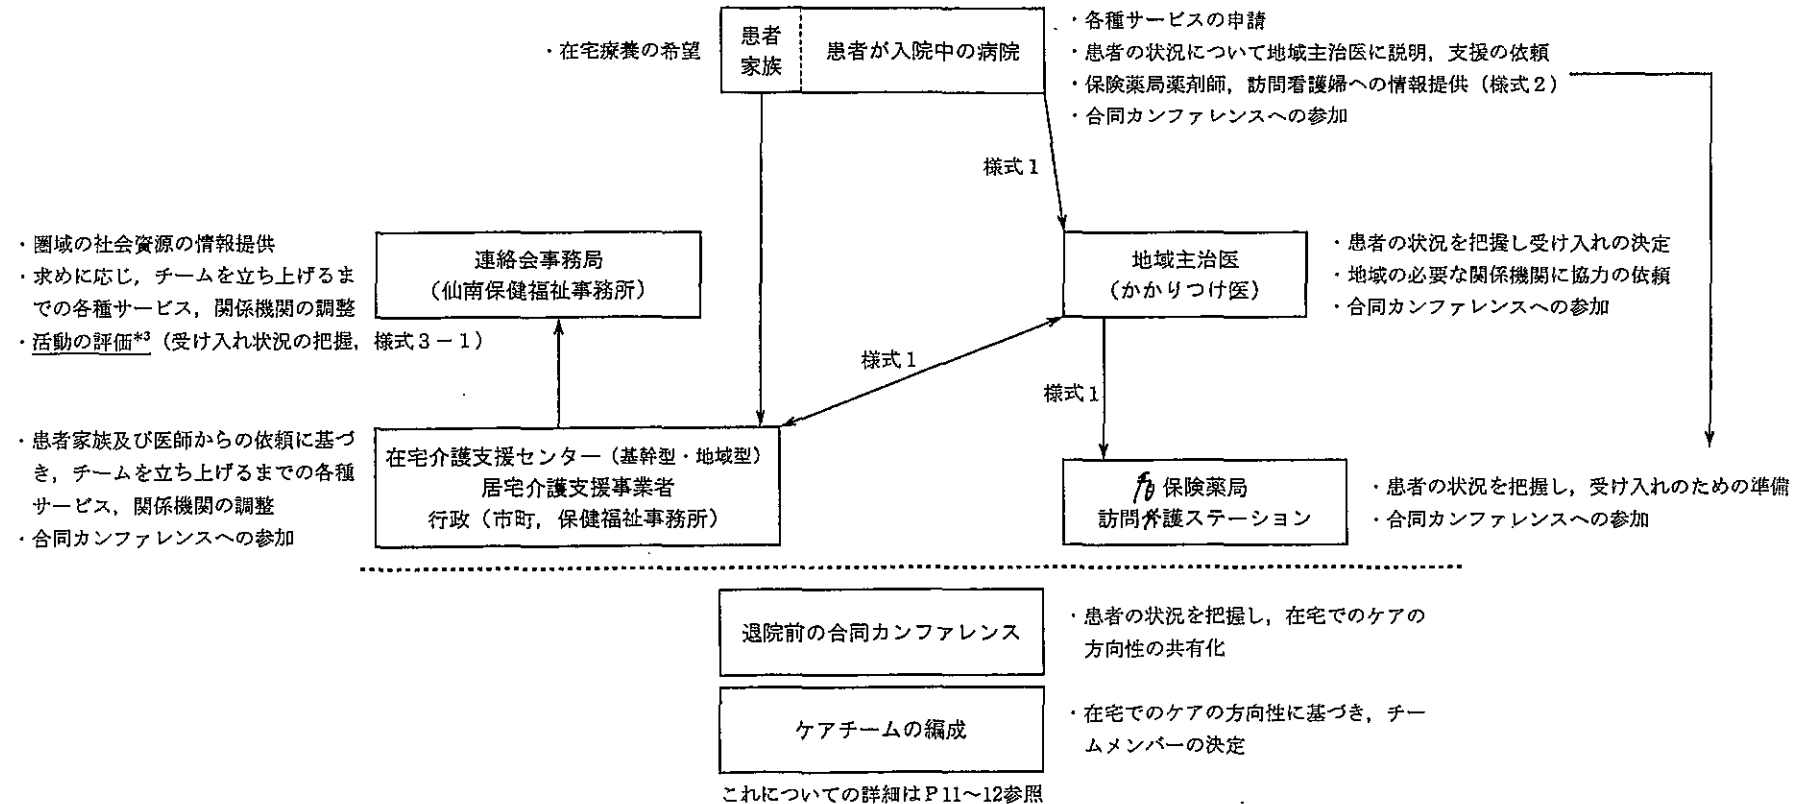 ・在宅療養の希望
患者
家族
患者が入院中の病院
・各種サービスの申請
・患者の状況について地域主治医に説明，支援の依頼
・保険薬局薬剤師，訪問看護婦への情報提供（様式2）
・合同カンファレンスへの参加
様式1
・圏域の社会資源の情報提供
・求めに応じ，チームを立ち上げるま
での各種サービス，関係機関の調整
・活動の評価*3（受け入れ状況の把握，様式3－1）
連絡会事務局
（仙南保健福祉事務所）
地域主治医
（かかりつけ医）
・患者の状況を把握し受け入れの決定
・地域の必要な関係機関に協力の依頼
・合同カンファレンスへの参加
様式1
様式1
・患者家族及び医師からの依頼に基づ
き，チームを立ち上げるまでの各種
サービス，関係機関の調整
・合同カンファレンスへの参加
在宅介護支援センター（基幹型・地域型）
居宅介護支援事業者
行政（市町，保健福祉事務所）
保険薬局
訪問護ステーション
・患者の状況を把握し，受け入れのための準備
・合同カンファレンスへの参加
退院前の合同カンファレンス
・患者の状況を把握し，在宅でのケアの
方向性の共有化
ケアチームの編成
・在宅でのケアの方向性に基づき，チー
ムメンバーの決定
これについての詳細はP11〜12参照